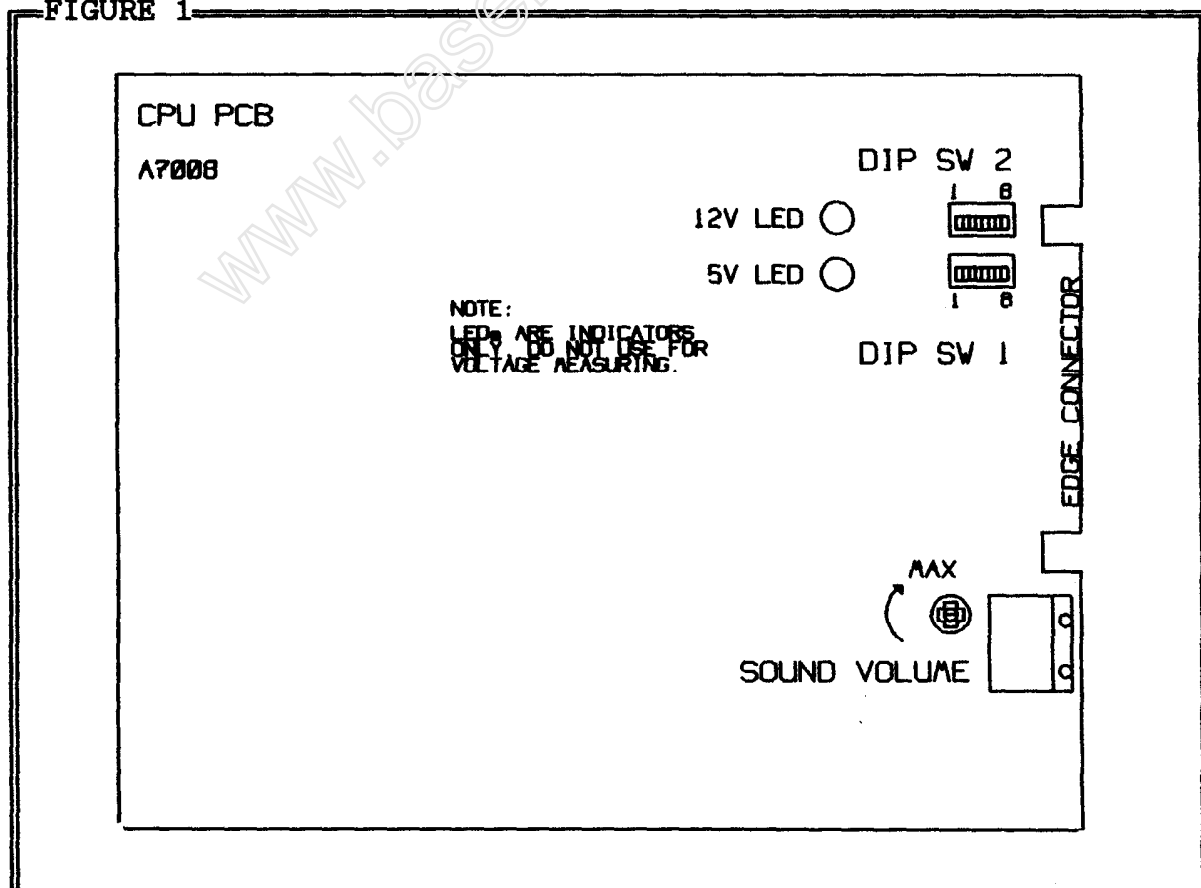 FIGURE 1
CPU PCB
A7008
DIP SW 2
1 8
12V LED
5V LED
1 8
DIP SW 1
NOTE:
LEDs ARE INDICATORS
ONLY. DO NOT USE FOR
VOLTAGE MEASURING.
EDGE CONNECTOR
MAX
SOUND VOLUME